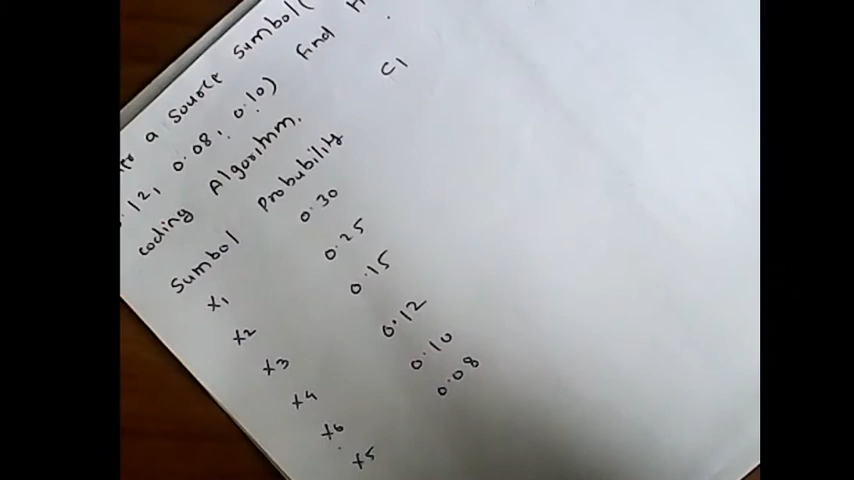 a Source Symbol(
.12, 0.08, 0.10) Find
coding Algorithm.
Symbol Probability C1
X1 0.30
X2 0.25
X3 0.15
X4 0.12
X6 0.10
X5 0.08